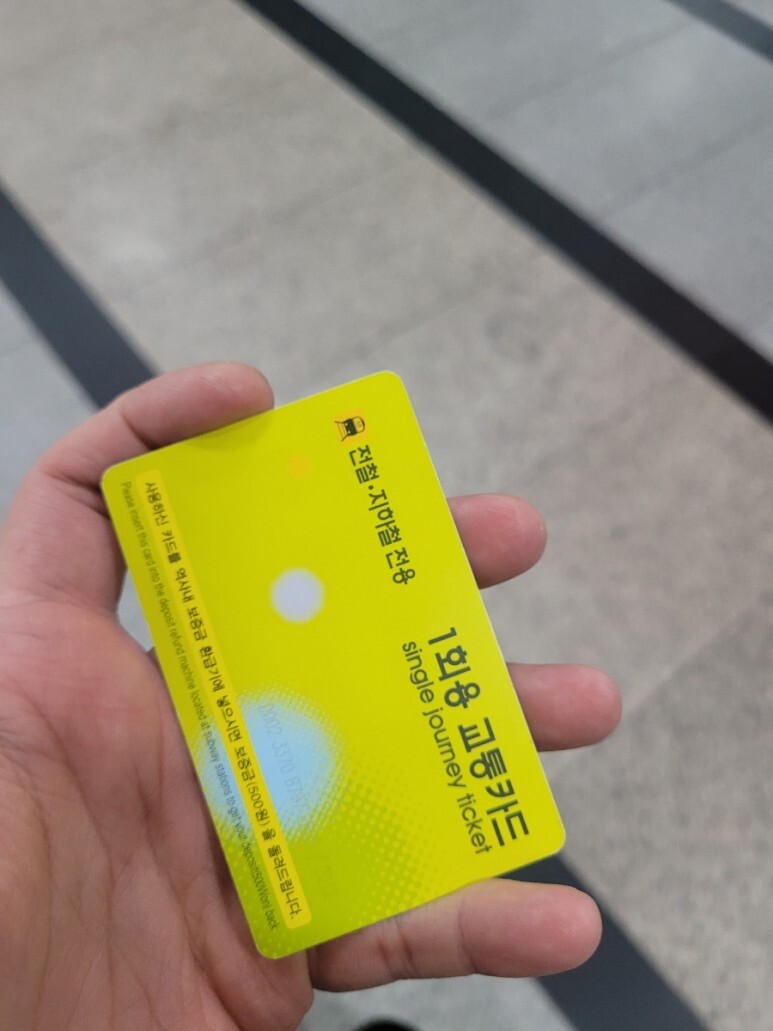 전철·지하철 전용
1회용 교통카드
single journey ticket
사용하신 카드를 역사내 보증금 환급기에 넣으시면 보증금(500원)을 돌려드립니다.
Please insert this card into the deposit refund machine located at subway stations to get your deposit(500Won) back